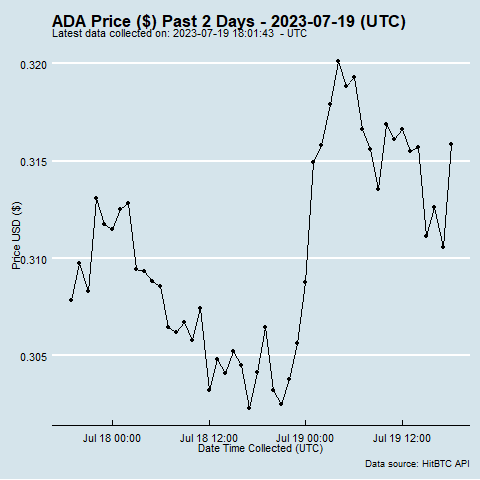 ADA Price ($) Past 2 Days - 2023-07-19 (UTC)
Latest data collected on: 2023-07-19 18:01:43  - UTC
Price USD ($)
0.320
0.315
0.310
0.305
Jul 18 00:00
Jul 18 12:00
Jul 19 00:00
Jul 19 12:00
Date Time Collected (UTC)
Data source: HitBTC API